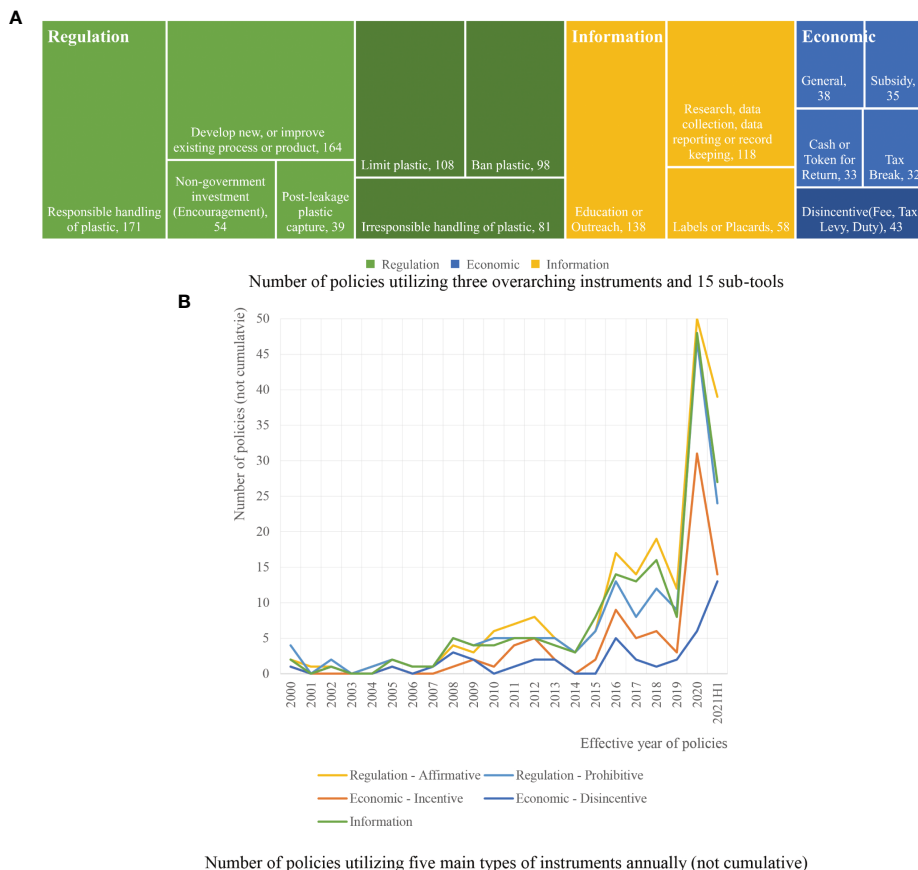 A
Regulation
Responsible handling
of plastic, 171
Develop new, or improve
existing process or product, 164
Non-government
investment
(Encouragement),
54
Post-leakage
plastic
capture, 39
Limit plastic, 108
Ban plastic, 98
Irresponsible handling of plastic, 81
Information
Education or
Outreach, 138
Research, data
collection, data
reporting or record
keeping, 118
Labels or Placards, 58
Economic
General,
38
Subsidy,
35
Cash or
Token for
Return, 33
Tax
Break, 32
Disincentive(Fee, Tax,
Levy, Duty), 43
Regulation Economic Information
Number of policies utilizing three overarching instruments and 15 sub-tools
B
Number of policies (not cumulatvie)
50
45
40
35
30
25
20
15
10
5
0
2000
2001
2002
2003
2004
2005
2006
2007
2008
2009
2010
2011
2012
2013
2014
2015
2016
2017
2018
2019
2020
2021H1
Effective year of policies
Regulation - Affirmative Regulation - Prohibitive
Economic - Incentive Economic - Disincentive
Information
Number of policies utilizing five main types of instruments annually (not cumulative)